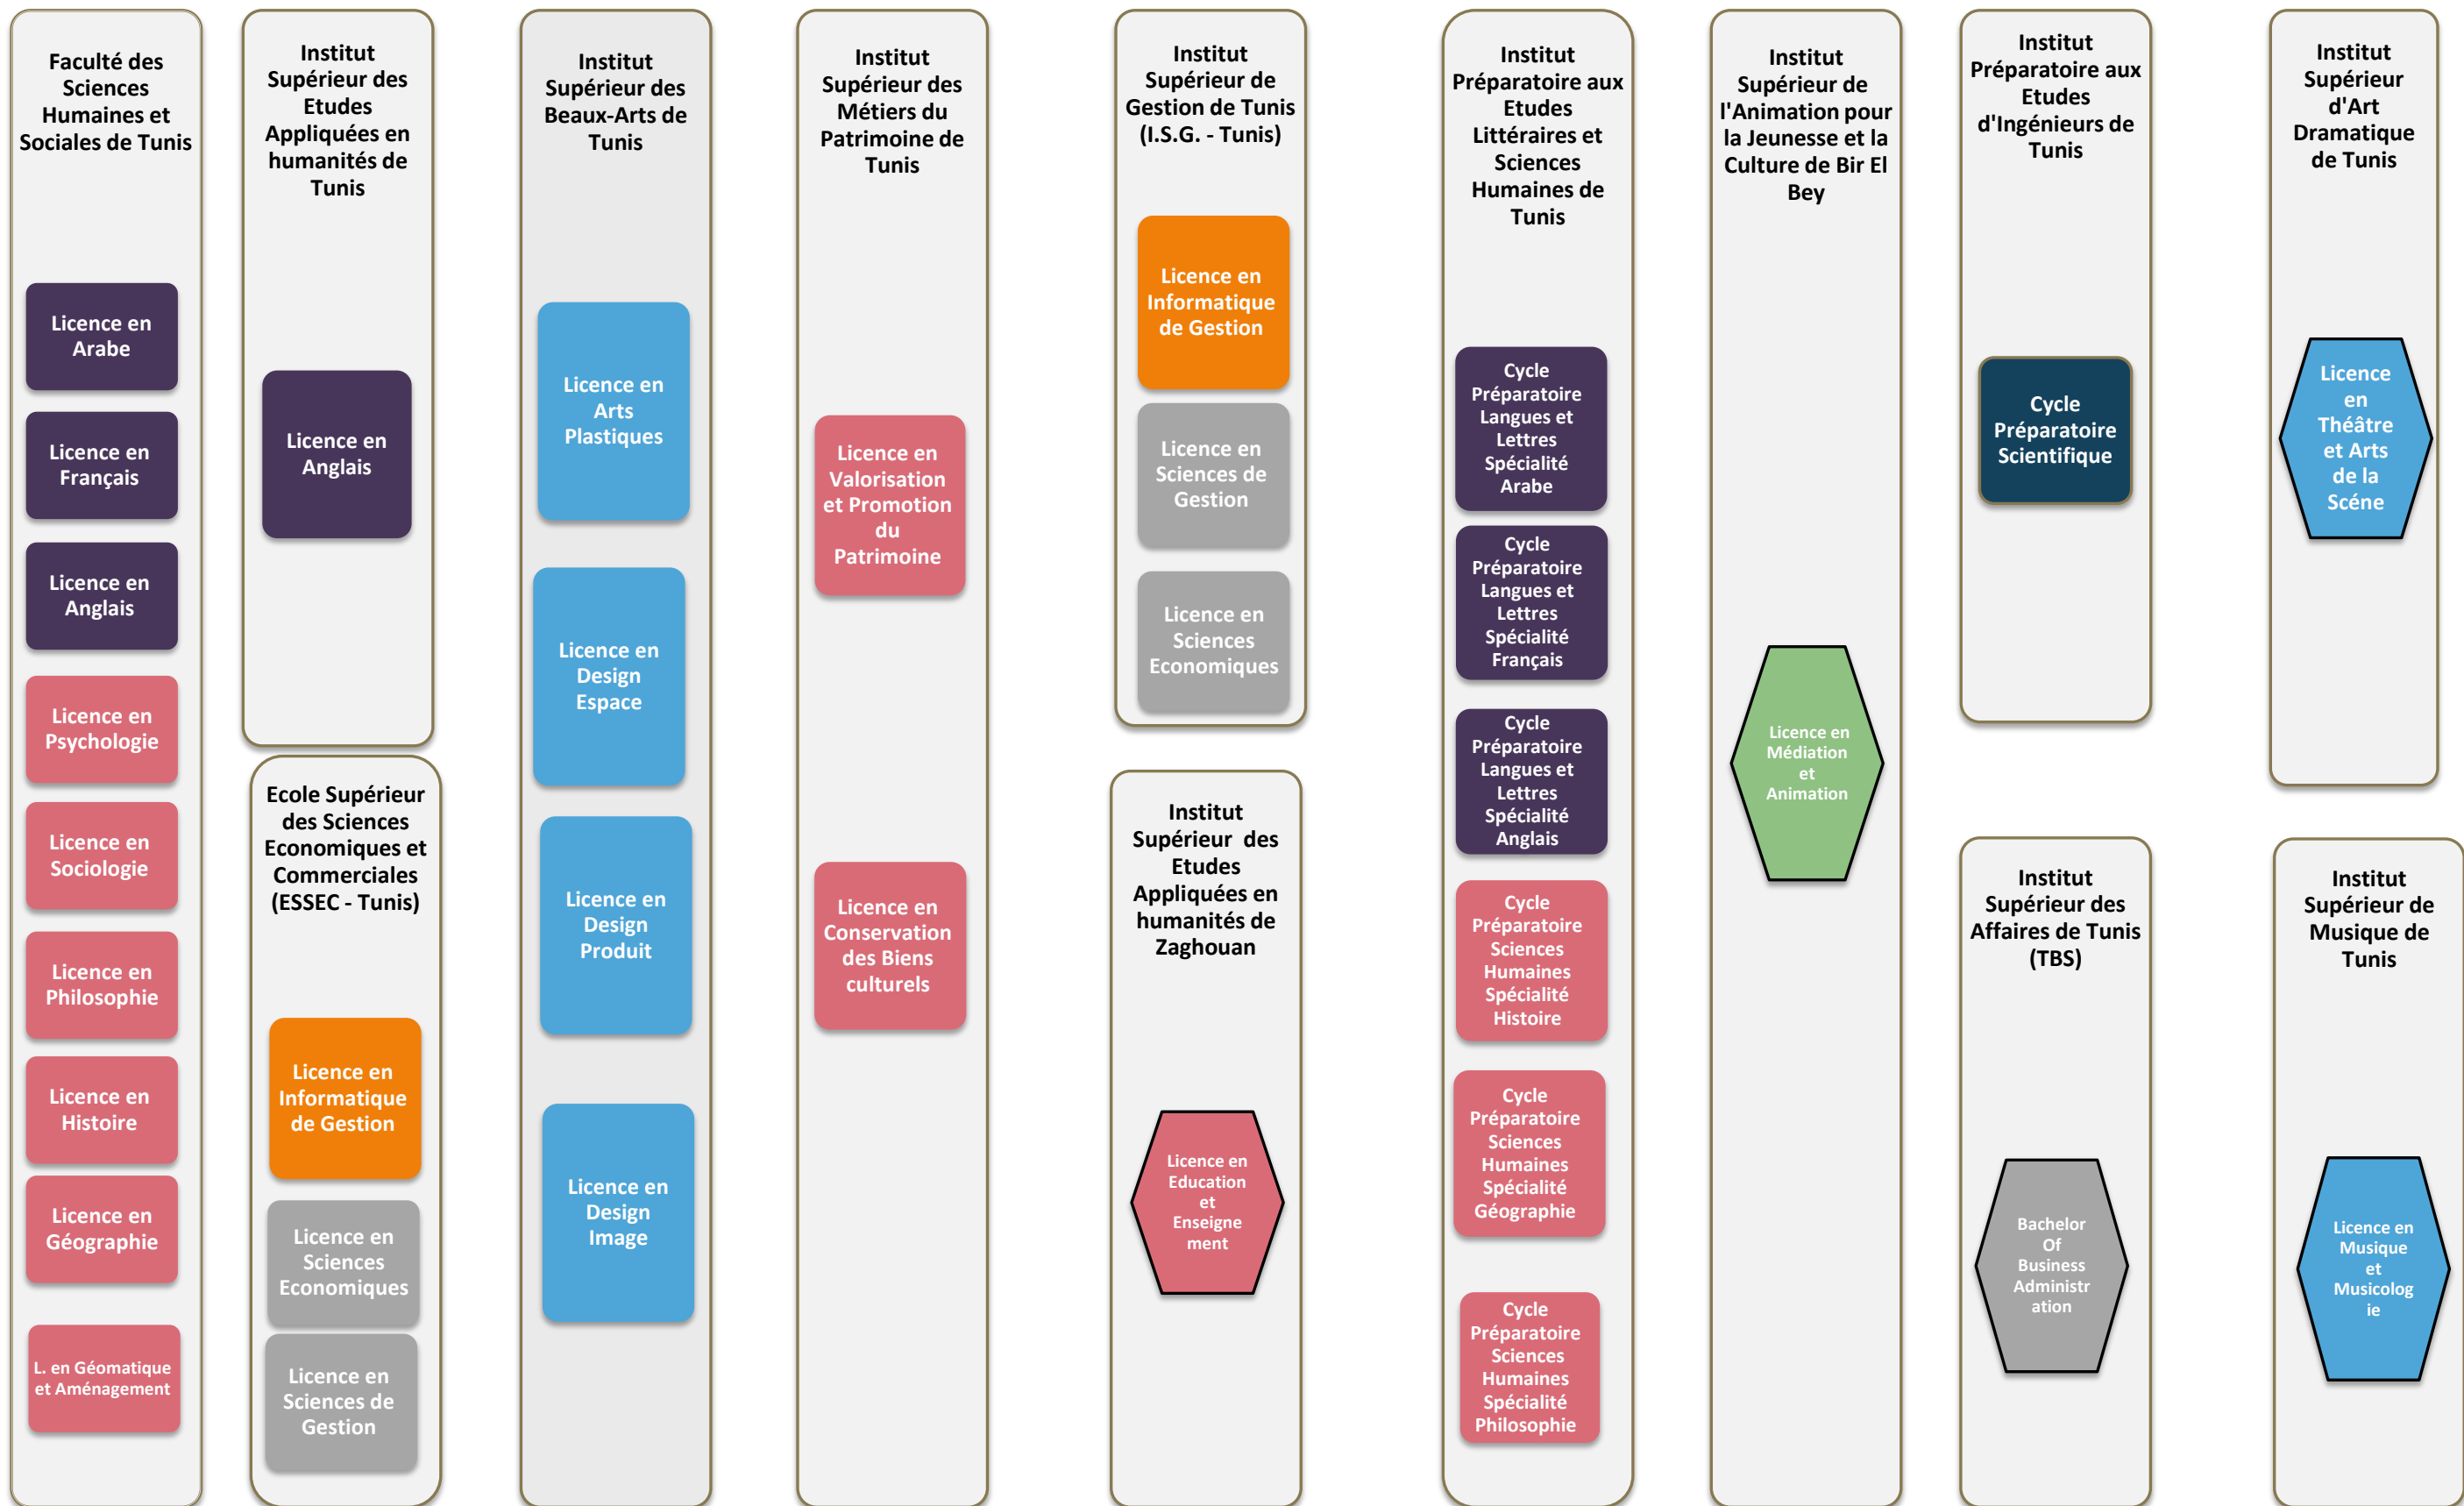 Faculté des
Sciences
Humaines et
Sociales de Tunis
Licence en
Arabe
Licence en
Français
Licence en
Anglais
Licence en
Psychologie
Licence en
Sociologie
Licence en
Philosophie
Licence en
Histoire
Licence en
Géographie
L. en Géomatique
et Aménagement
Institut
Supérieur des
Etudes
Appliquées en
humanités de
Tunis
Licence en
Anglais
Ecole Supérieur
des Sciences
Economiques et
Commerciales
(ESSEC - Tunis)
Licence en
Informatique
de Gestion
Licence en
Sciences
Economiques
Licence en
Sciences de
Gestion
Institut
Supérieur des
Beaux-Arts de
Tunis
Licence en
Arts
Plastiques
Licence en
Design
Espace
Licence en
Design
Produit
Licence en
Design
Image
Institut
Supérieur des
Métiers du
Patrimoine de
Tunis
Licence en
Valorisation
et Promotion
du
Patrimoine
Licence en
Conservation
des Biens
culturels
Institut
Supérieur de
Gestion de Tunis
(I.S.G. - Tunis)
Licence en
Informatique
de Gestion
Licence en
Sciences de
Gestion
Licence en
Sciences
Economiques
Institut
Supérieur des
Etudes
Appliquées en
humanités de
Zaghouan
Licence en
Education
et
Enseigne
ment
Institut
Préparatoire aux
Etudes
Littéraires et
Sciences
Humaines de
Tunis
Cycle
Préparatoire
Langues et
Lettres
Spécialité
Arabe
Cycle
Préparatoire
Langues et
Lettres
Spécialité
Français
Cycle
Préparatoire
Langues et
Lettres
Spécialité
Anglais
Cycle
Préparatoire
Sciences
Humaines
Spécialité
Histoire
Cycle
Préparatoire
Sciences
Humaines
Spécialité
Géographie
Cycle
Préparatoire
Sciences
Humaines
Spécialité
Philosophie
Institut
Supérieur de
l'Animation pour
la Jeunesse et la
Culture de Bir El
Bey
Licence en
Médiation
et
Animation
Institut
Préparatoire aux
Etudes
d'Ingénieurs de
Tunis
Cycle
Préparatoire
Scientifique
Institut
Supérieur des
Affaires de Tunis
(TBS)
Bachelor
Of
Business
Administr
ation
Institut
Supérieur
d'Art
Dramatique
de Tunis
Licence
en
Théâtre
et Arts
de la
Scéne
Institut
Supérieur de
Musique de
Tunis
Licence en
Musique
et
Musicolog
ie